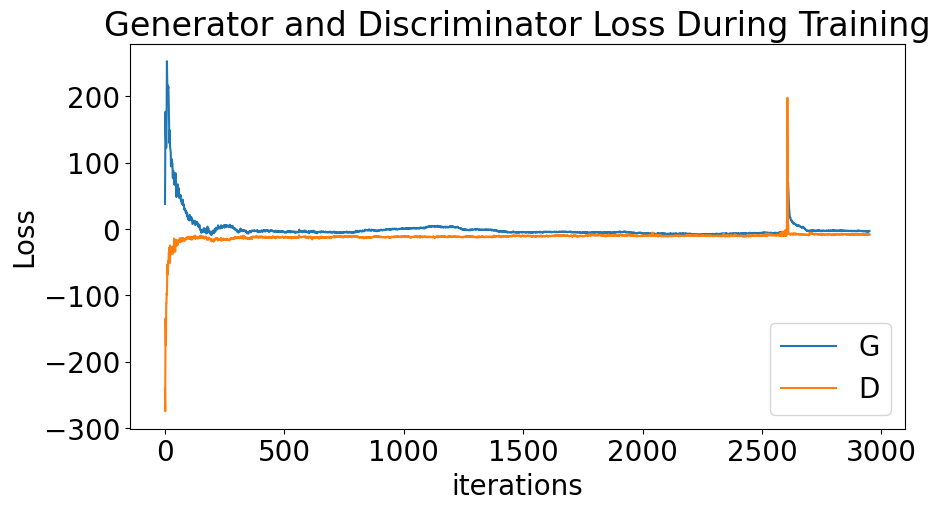 Generator and Discriminator Loss During Training
200
100
0
−100
−200
−300
Loss
G
D
0 500 1000 1500 2000 2500 3000
iterations